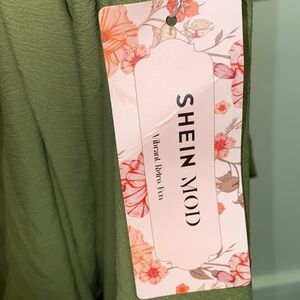 SHEIN MOD
Vibrant Retro Fun